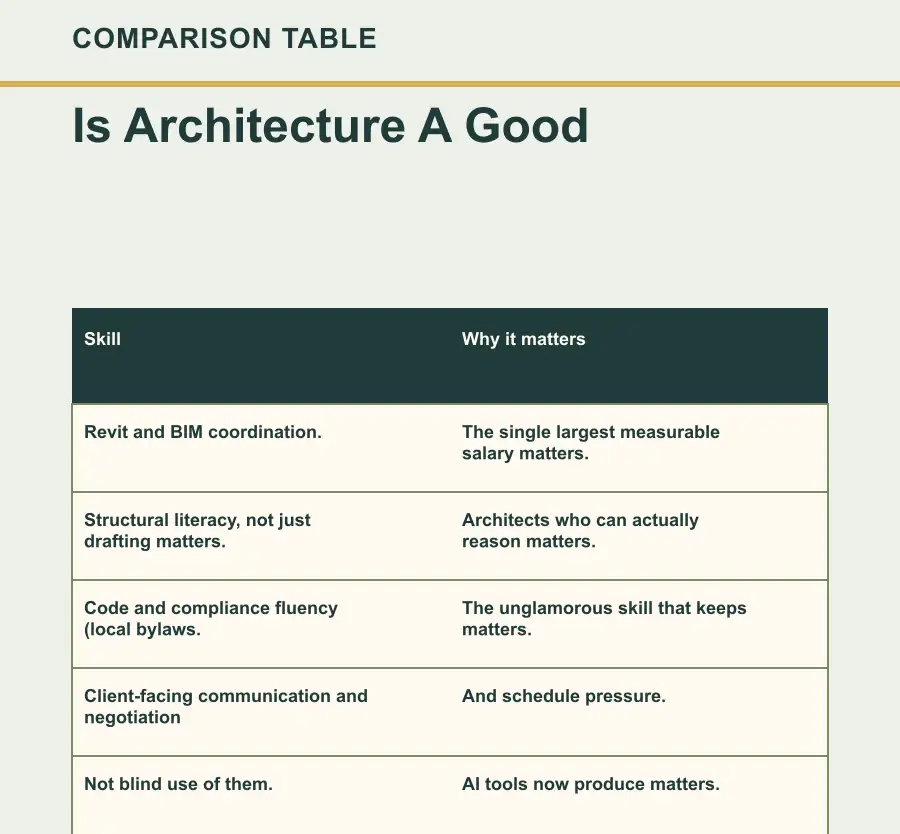 COMPARISON TABLE
Is Architecture A Good
Skill
Why it matters
Revit and BIM coordination.
The single largest measurable
salary matters.
Structural literacy, not just
drafting matters.
Architects who can actually
reason matters.
Code and compliance fluency
(local bylaws.
The unglamorous skill that keeps
matters.
Client-facing communication and
negotiation
And schedule pressure.
Not blind use of them.
AI tools now produce matters.